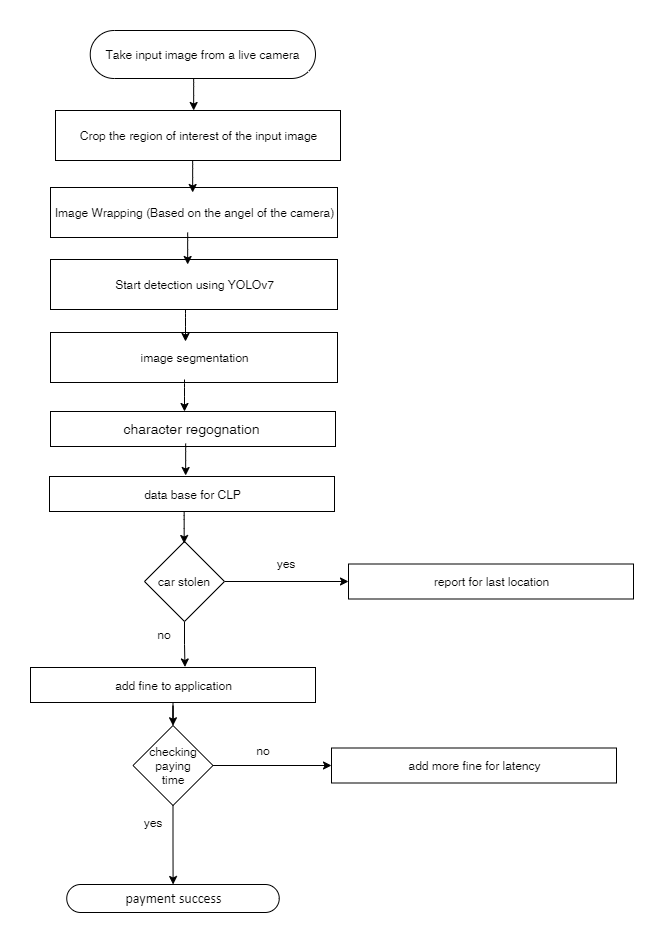 Take input image from a live camera
Crop the region of interest of the input image
Image Wrapping (Based on the angel of the camera)
Start detection using YOLOv7
image segmentation
character regognation
data base for CLP
car stolen
yes
report for last location
no
add fine to application
checking
paying
time
no
add more fine for latency
yes
payment success